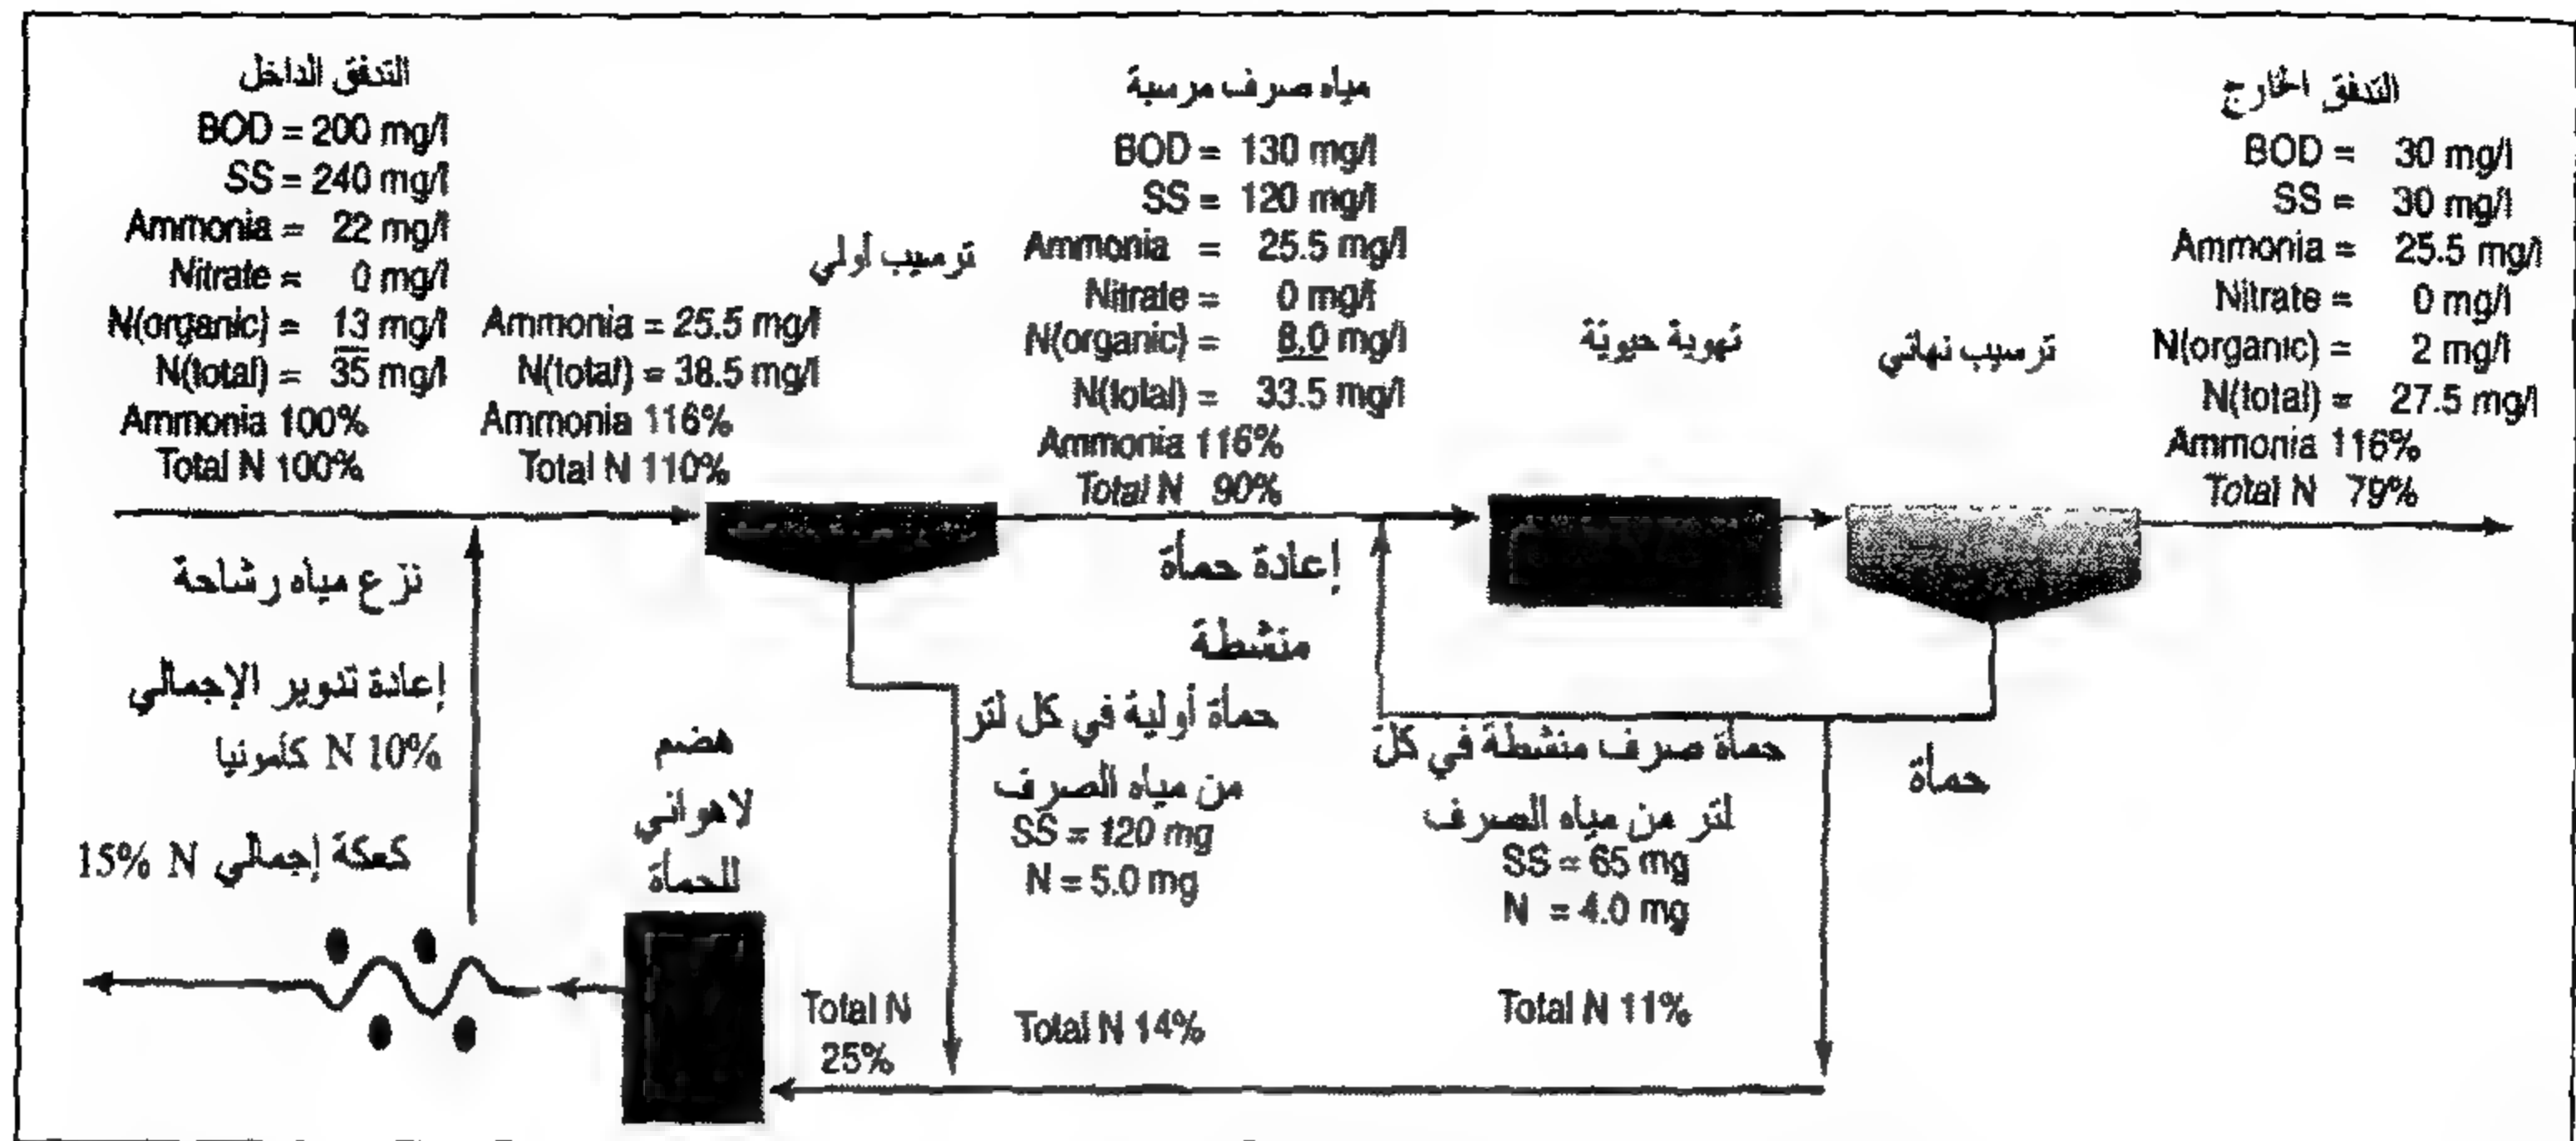 التدفق الداخل
BOD = 200 mg/l
SS = 240 mg/l
Ammonia = 22 mg/l
Nitrate = 0 mg/l
N(organic) = 13 mg/l
N(total) = 35 mg/l
Ammonia 100%
Total N 100%
Ammonia = 25.5 mg/l
N(total) = 38.5 mg/l
Ammonia 116%
Total N 110%
ترسيب أولي
مياه صرف مرسبة
BOD = 130 mg/l
SS = 120 mg/l
Ammonia = 25.5 mg/l
Nitrate = 0 mg/l
N(organic) = 8.0 mg/l
N(total) = 33.5 mg/l
Ammonia 116%
Total N 90%
تهوية حيوية
ترسيب نهائي
التدفق الخارج
BOD = 30 mg/l
SS = 30 mg/l
Ammonia = 25.5 mg/l
Nitrate = 0 mg/l
N(organic) = 2 mg/l
N(total) = 27.5 mg/l
Ammonia 116%
Total N 79%
نزع مياه رشاحة
إعادة تدوير الإجمالي
10% N كأمونيا
كعكة إجمالي N 15%
هضم
لاهوائي
للحمأة
Total N
25%
إعادة حمأة
منشطة
حمأة أولية في كل لتر
من مياه الصرف
SS = 120 mg
N = 5.0 mg
Total N 14%
حمأة صرف منشطة في كل
لتر من مياه الصرف
SS = 65 mg
N = 4.0 mg
Total N 11%
حمأة